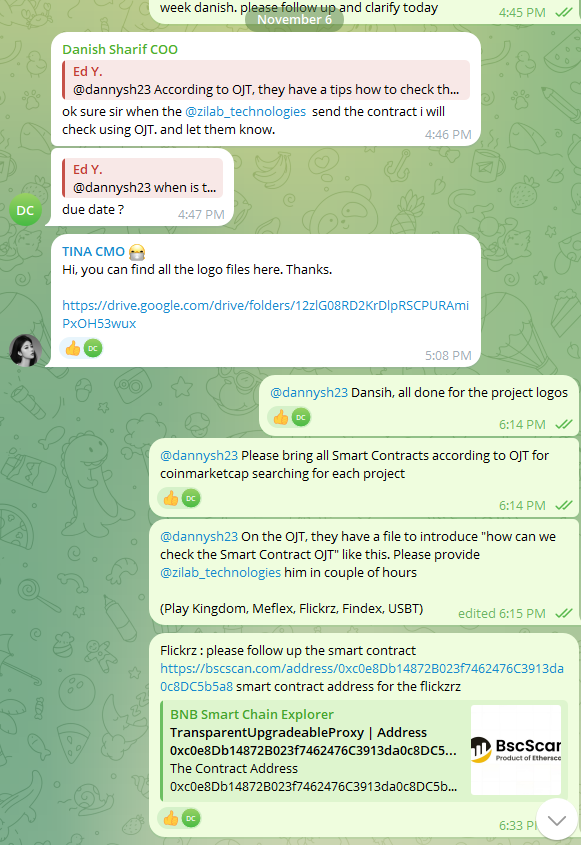 week danish. please follow up and clarify today
4:45 PM
November 6
Danish Sharif COO
Ed Y.
@dannysh23 According to OJT, they have a tips how to check th...
ok sure sir when the @zilab_technologies send the contract i will
check using OJT. and let them know.
4:46 PM
Ed Y.
@dannysh23 when is t...
due date ?
4:47 PM
DC
TINA CMO
Hi, you can find all the logo files here. Thanks.
https://drive.google.com/drive/folders/12zlG08RD2KrDlpRSCPURAmi
PxOH53wux
DC
5:08 PM
@dannysh23 Dansih, all done for the project logos
DC
6:14 PM
@dannysh23 Please bring all Smart Contracts according to OJT for
coinmarketcap searching for each project
DC
6:14 PM
@dannysh23 On the OJT, they have a file to introduce "how can we
check the Smart Contract OJT" like this. Please provide
@zilab_technologies him in couple of hours
(Play Kingdom, Meflex, Flickrz, Findex, USBT)
edited 6:15 PM
Flickrz : please follow up the smart contract
https://bscscan.com/address/0xc0e8Db14872B023f7462476C3913da
0c8DC5b5a8 smart contract address for the flickzrz
BNB Smart Chain Explorer
TransparentUpgradeableProxy | Address
0xc0e8Db14872B023f7462476C3913da0c8DC5...
The Contract Address
0xc0e8Db14872B023f7462476C3913da0c8DC5b...
BscScan
Product of Ethersc
DC
6:33 P